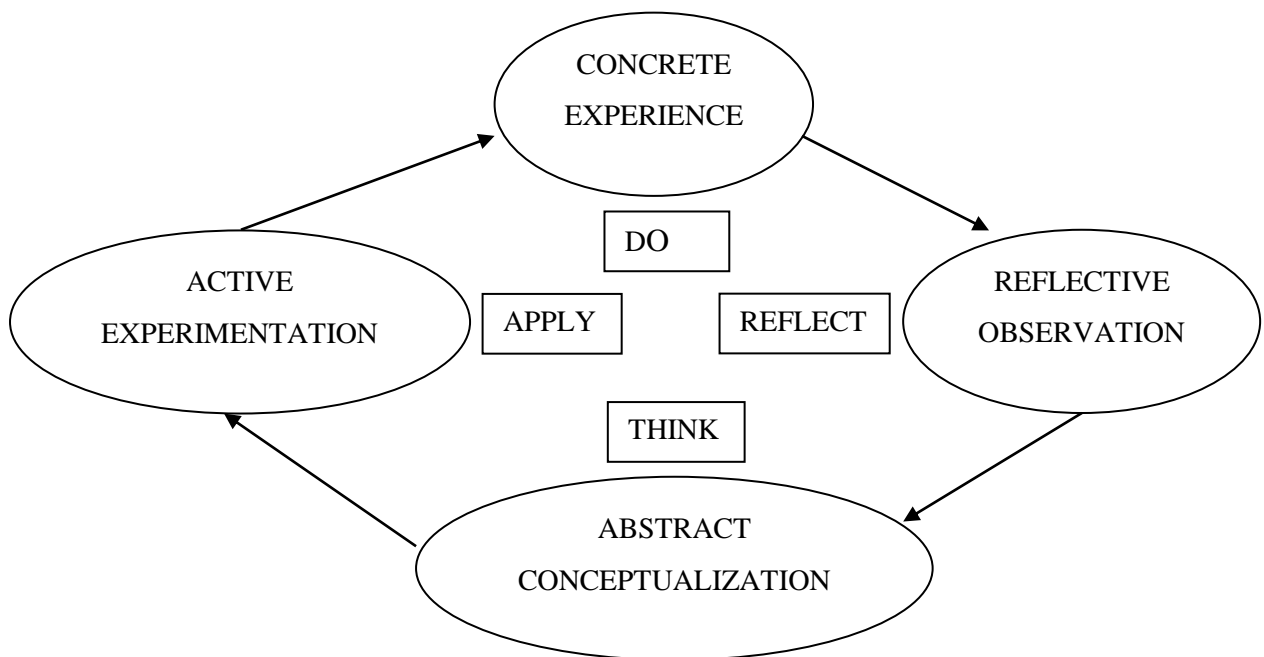 CONCRETE
EXPERIENCE
DO
ACTIVE
EXPERIMENTATION
APPLY
REFLECT
REFLECTIVE
OBSERVATION
THINK
ABSTRACT
CONCEPTUALIZATION